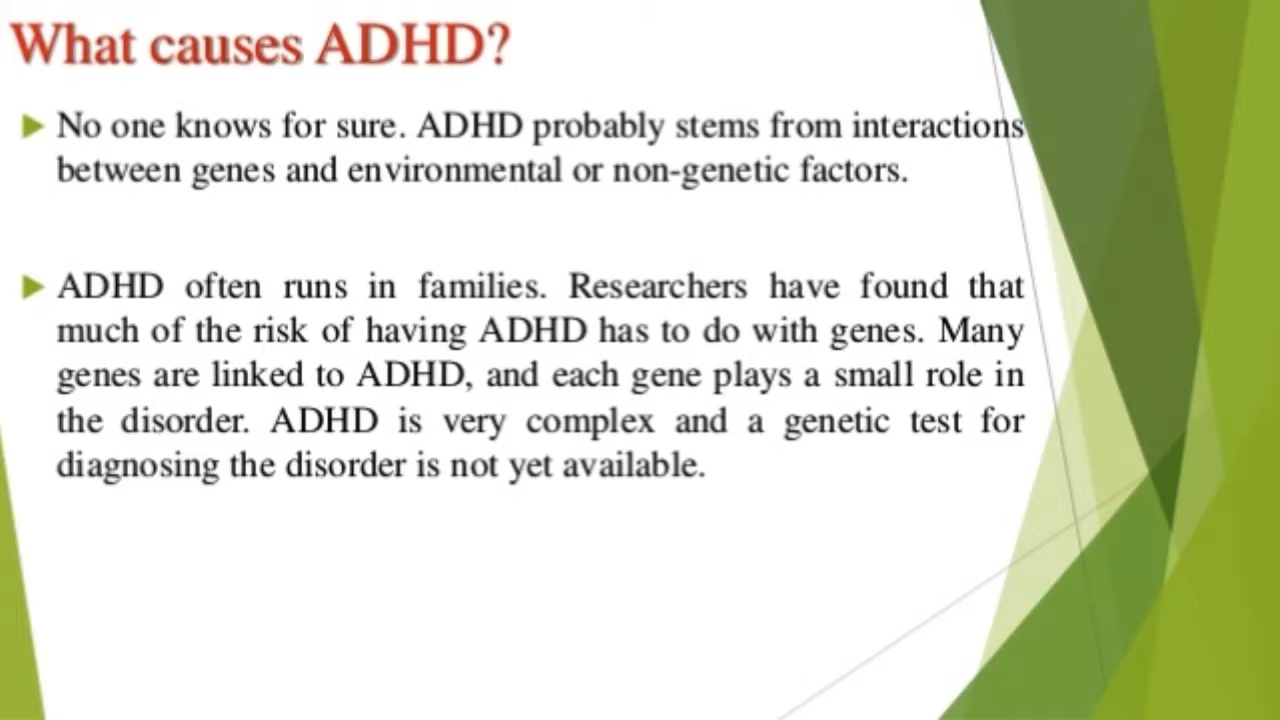 What causes ADHD?
No one knows for sure. ADHD probably stems from interactions
between genes and environmental or non-genetic factors.
ADHD often runs in families. Researchers have found that
much of the risk of having ADHD has to do with genes. Many
genes are linked to ADHD, and each gene plays a small role in
the disorder. ADHD is very complex and a genetic test for
diagnosing the disorder is not yet available.